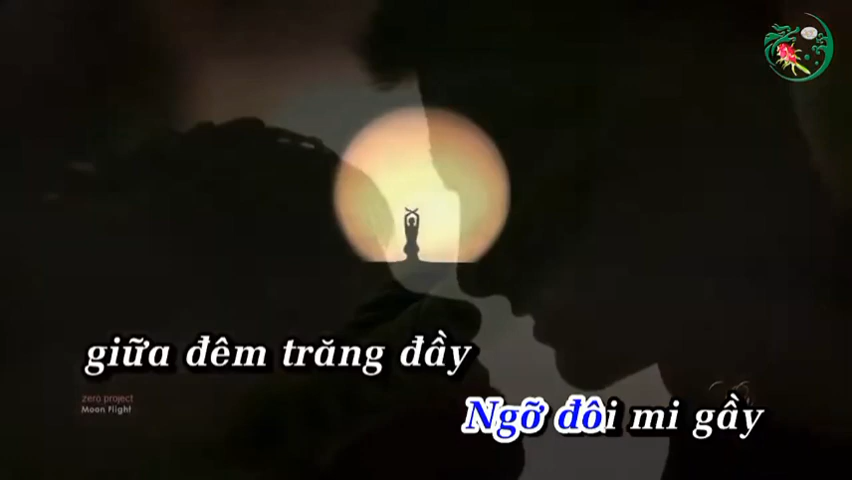 giữa đêm trăng đầy
zero project
Moon Flight
Ngỡ đôi mi gầy